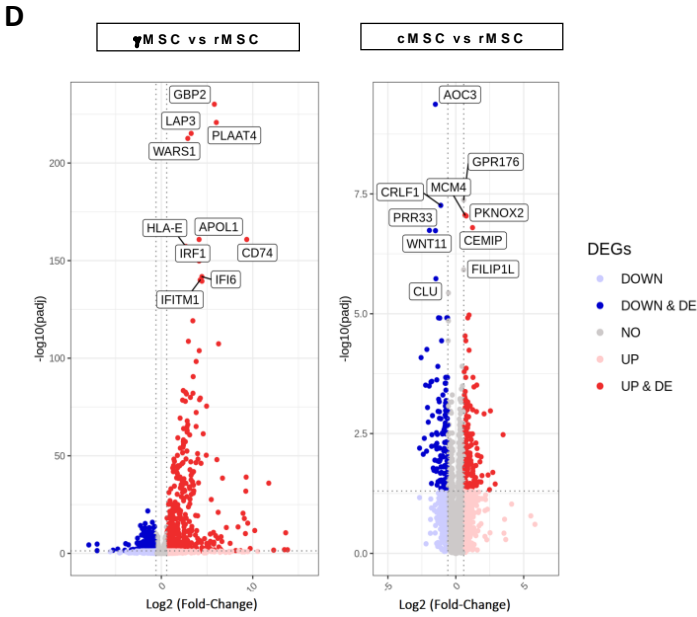 D
γMSC vs rMSC
cMSC vs rMSC
GBP2
LAP3
PLAAT4
WARS1
HLA-E
APOL1
IRF1
CD74
IFI6
IFITM1
200
150
100
50
0
-log10(padj)
0
10
Log2 (Fold-Change)
AOC3
GPR176
MCM4
CRLF1
PRR33
PKNOX2
WNT11
CEMIP
FILIP1L
CLU
7.5
5.0
2.5
0.0
-log10(padj)
-5
0
5
Log2 (Fold-Change)
DEGs
DOWN
DOWN & DE
NO
UP
UP & DE